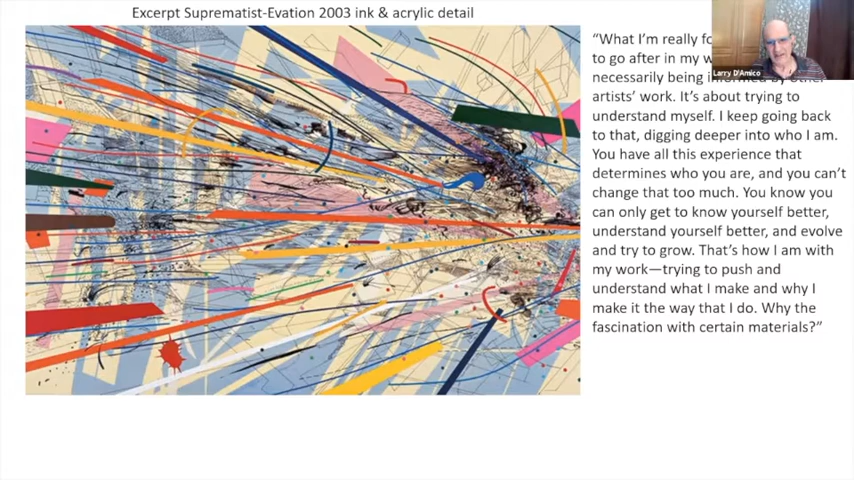 Excerpt Suprematist-Evation 2003 ink & acrylic detail
“What I’m really fo
to go after in my w
Larry D'Amico
necessarily being informed by other
artists’ work. It’s about trying to
understand myself. I keep going back
to that, digging deeper into who I am.
You have all this experience that
determines who you are, and you can’t
change that too much. You know you
can only get to know yourself better,
understand yourself better, and evolve
and try to grow. That’s how I am with
my work—trying to push and
understand what I make and why I
make it the way that I do. Why the
fascination with certain materials?”